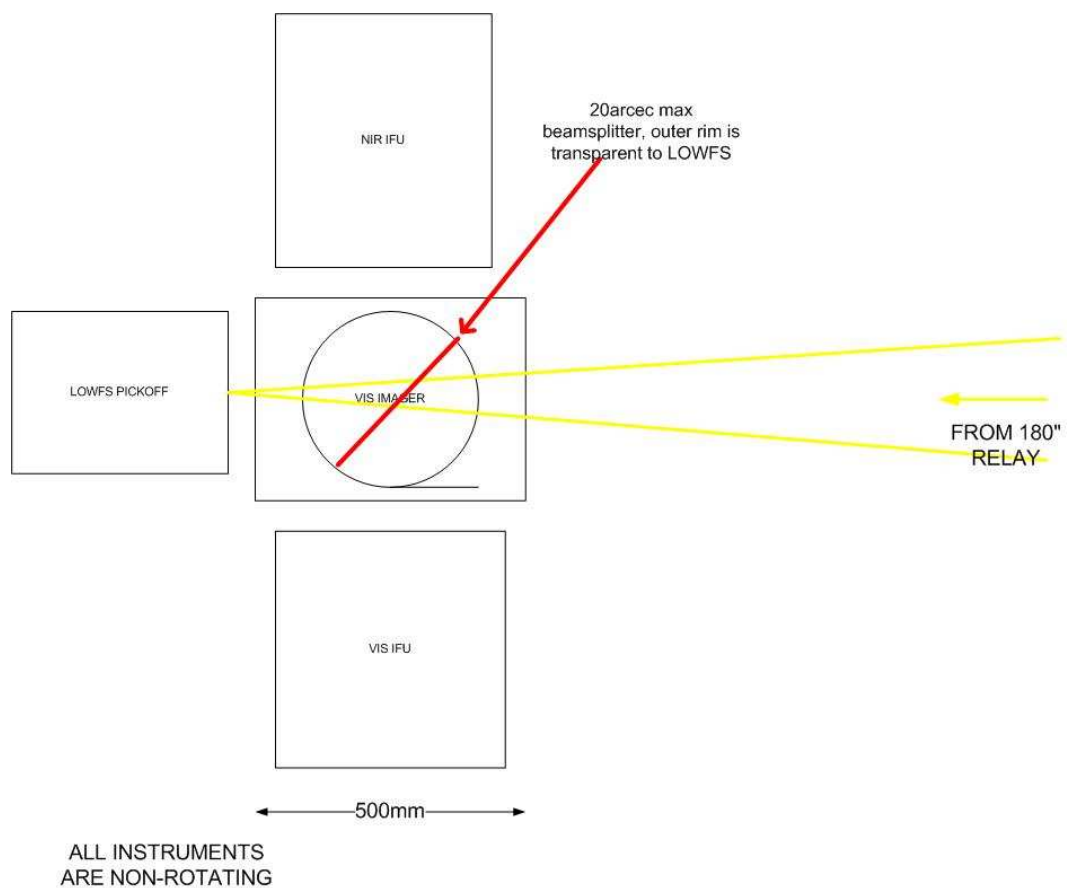 NIR IFU
20arcec max
beamsplitter, outer rim is
transparent to LOWFS
LOWFS PICKOFF
VIS IMAGER
FROM 180"
RELAY
VIS IFU
500mm
ALL INSTRUMENTS
ARE NON-ROTATING